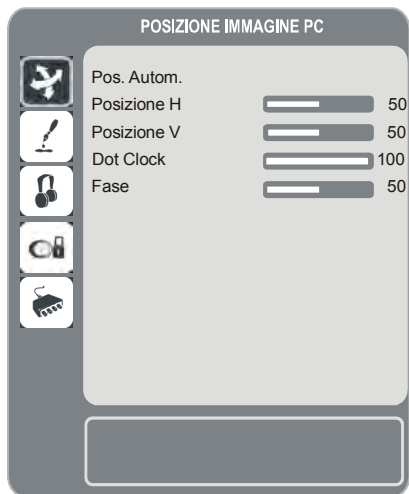 POSIZIONE IMMAGINE PC
Pos. Autom.
Posizione H 50
Posizione V 50
Dot Clock 100
Fase 50